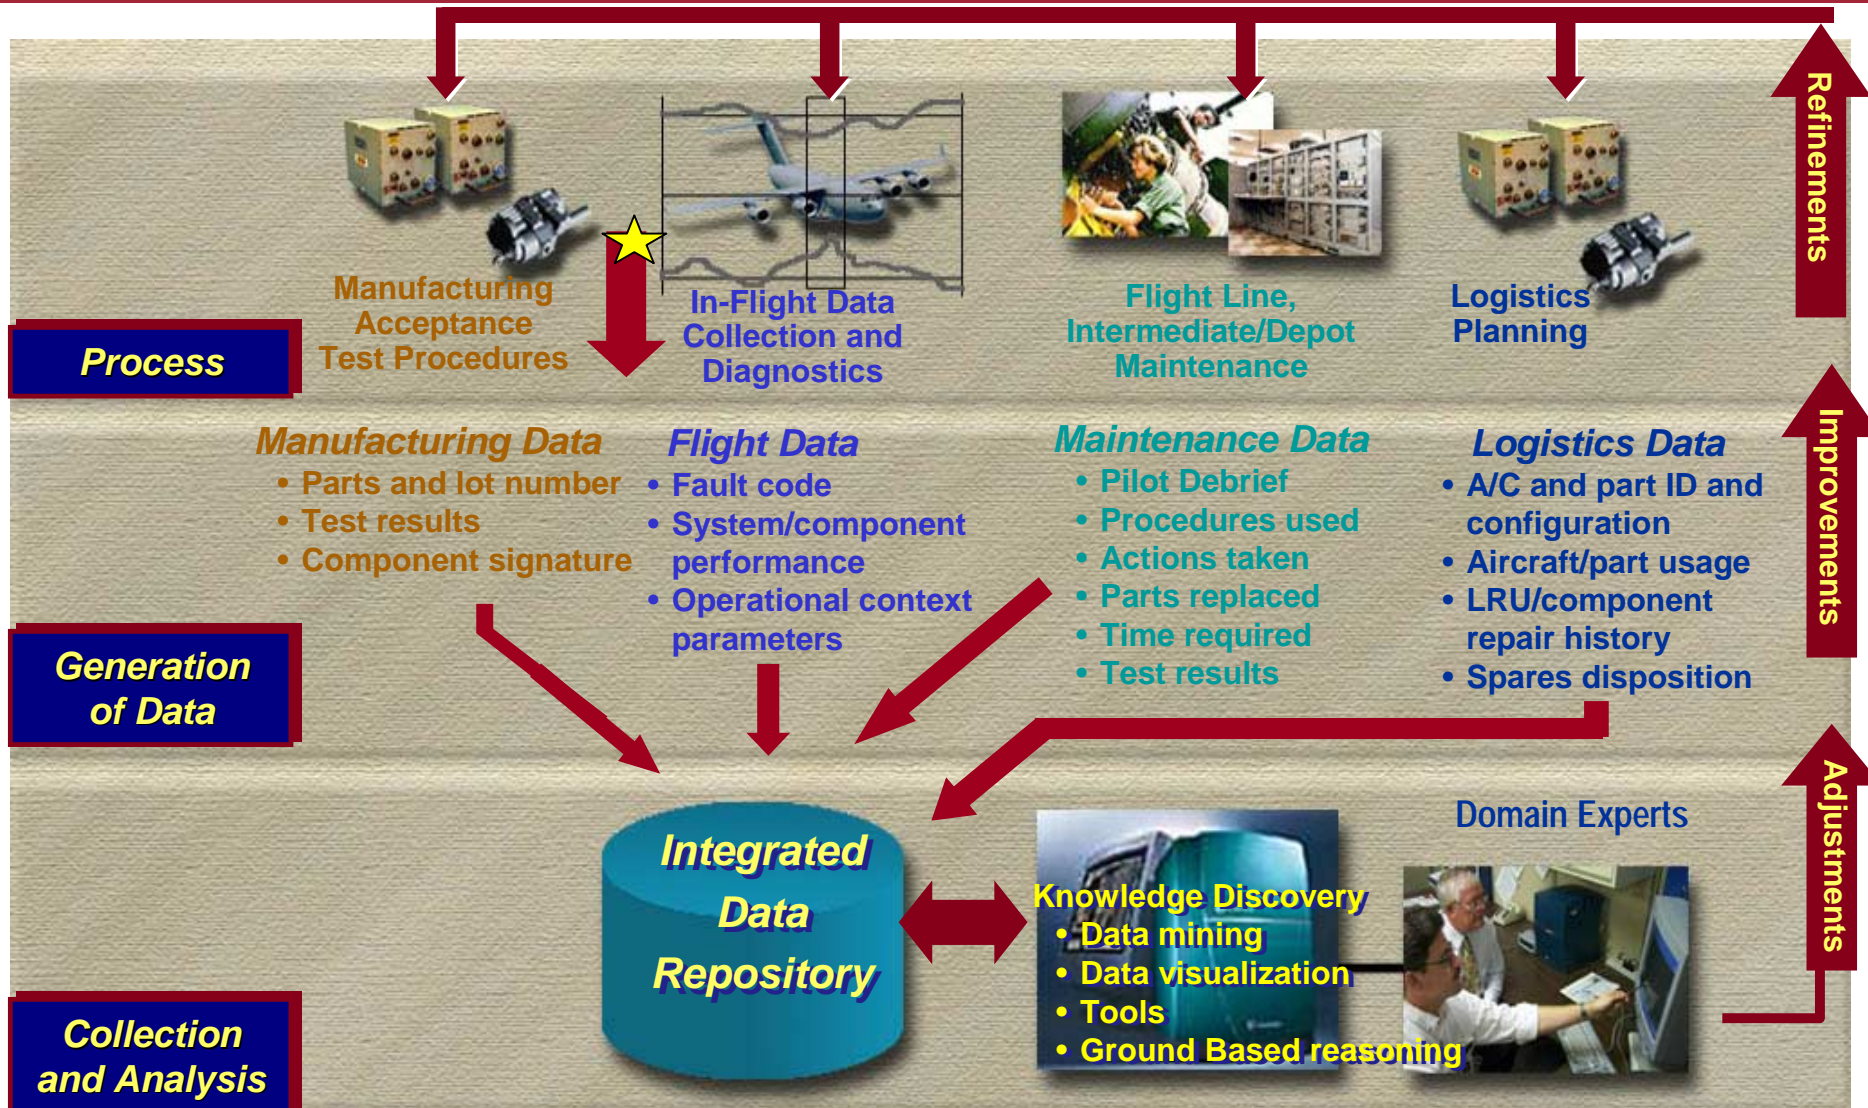 Refinements
Manufacturing
Acceptance
Test Procedures
In-Flight Data
Collection and
Diagnostics
Flight Line,
Intermediate/Depot
Maintenance
Logistics
Planning
Process
Manufacturing Data
• Parts and lot number
• Test results
• Component signature
Flight Data
• Fault code
• System/component
performance
• Operational context
parameters
Maintenance Data
• Pilot Debrief
• Procedures used
• Actions taken
• Parts replaced
• Time required
• Test results
Logistics Data
• A/C and part ID and
configuration
• Aircraft/part usage
• LRU/component
repair history
• Spares disposition
Improvements
Generation
of Data
Integrated
Data
Repository
Knowledge Discovery
• Data mining
• Data visualization
• Tools
• Ground Based reasoning
Domain Experts
Adjustments
Collection
and Analysis